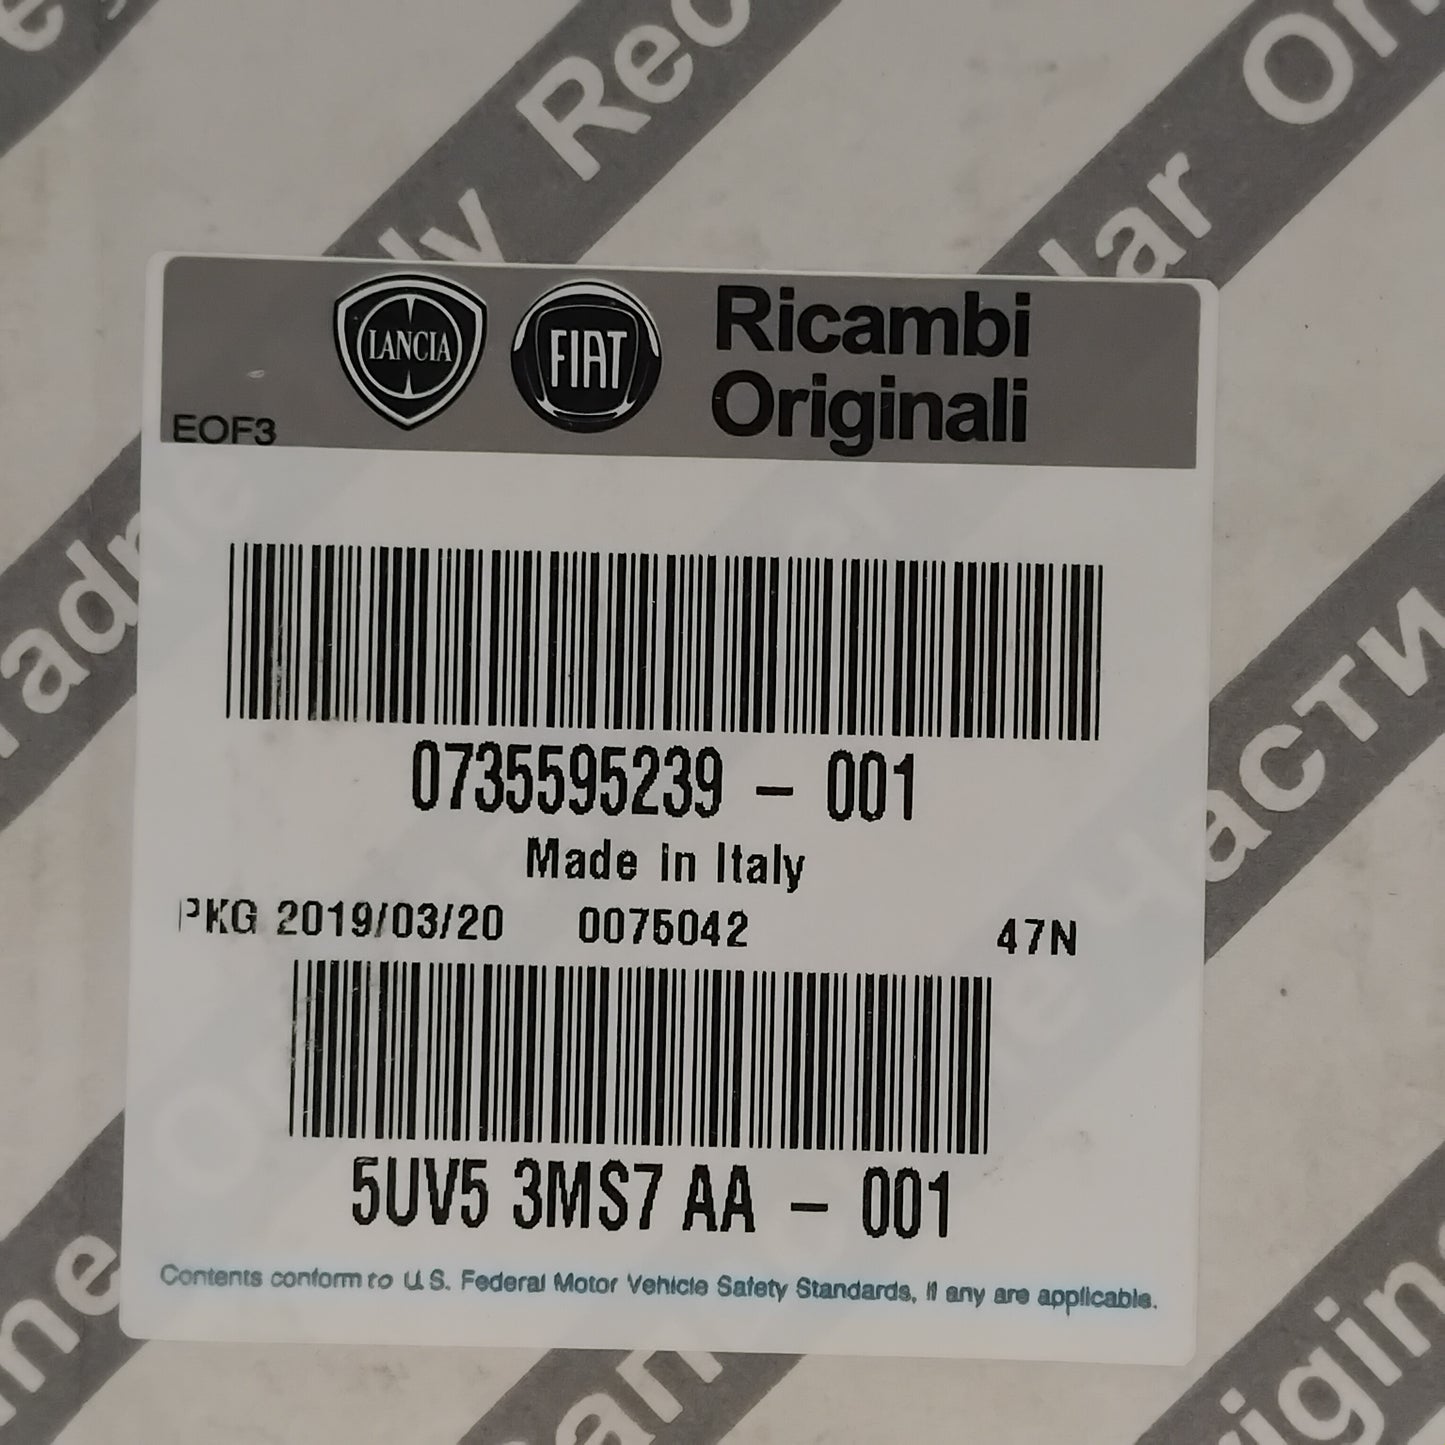 LANCIA
FIAT
Ricambi
Originali
EOF3
0735595239 - 001
Made in Italy
PKG 2019/03/20 0075042 47N
5UV5 3MS7 AA - 001
Contents conform to U.S. Federal Motor Vehicle Safety Standards, if any are applicable.
части